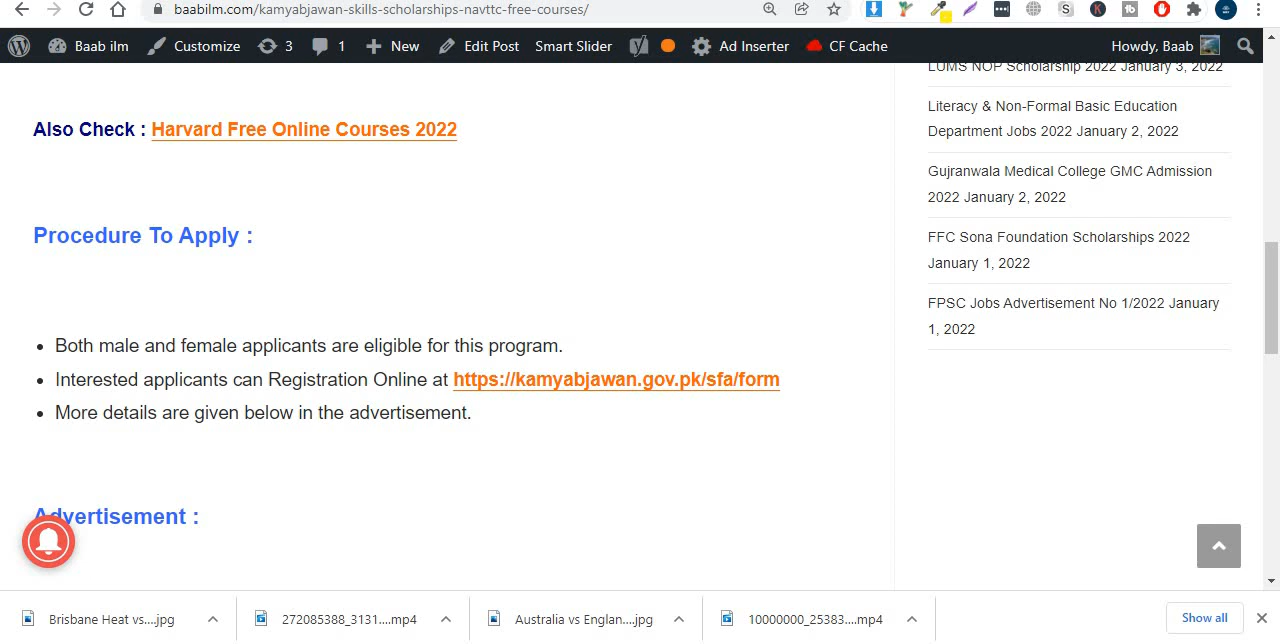 baabilm.com/kamyabjawan-skills-scholarships-navttc-free-courses/
Baab ilm Customize 3 1 New Edit Post Smart Slider Ad Inserter CF Cache Howdy, Baab
Also Check : Harvard Free Online Courses 2022
Procedure To Apply :
Both male and female applicants are eligible for this program.
Interested applicants can Registration Online at https://kamyabjawan.gov.pk/sfa/form
More details are given below in the advertisement.
Advertisement :
LUMS NOP Scholarship 2022 January 3, 2022
Literacy & Non-Formal Basic Education
Department Jobs 2022 January 2, 2022
Gujranwala Medical College GMC Admission
2022 January 2, 2022
FFC Sona Foundation Scholarships 2022
January 1, 2022
FPSC Jobs Advertisement No 1/2022 January
1, 2022
Brisbane Heat vs....jpg 272085388_3131....mp4 Australia vs Englan....jpg 10000000_25383....mp4 Show all